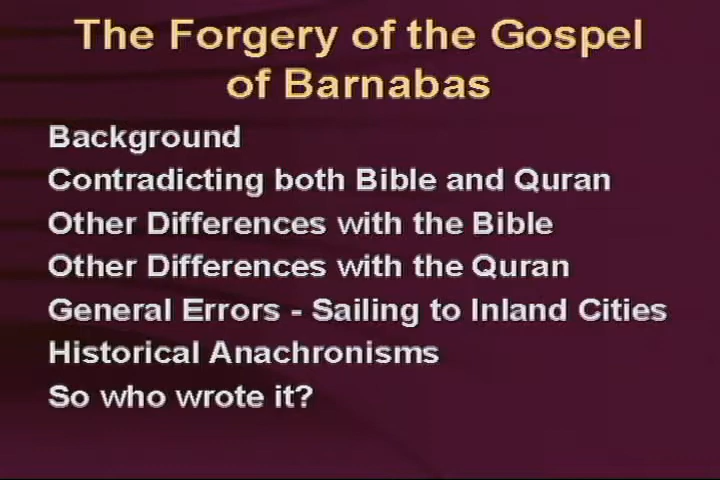 The Forgery of the Gospel
of Barnabas
Background
Contradicting both Bible and Quran
Other Differences with the Bible
Other Differences with the Quran
General Errors - Sailing to Inland Cities
Historical Anachronisms
So who wrote it?